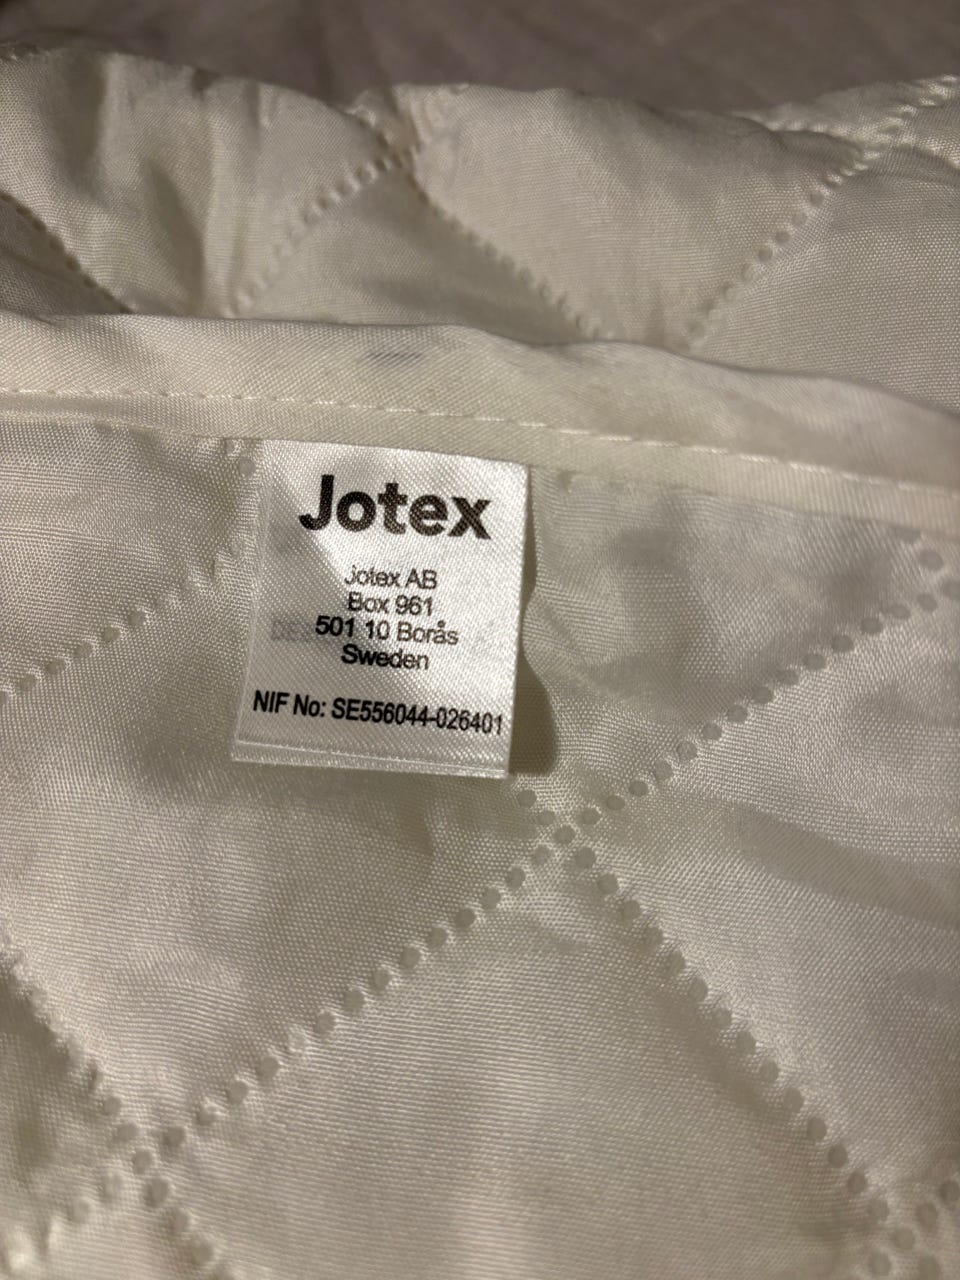 Jotex
Jotex AB
Box 961
501 10 Borås
Sweden
NIF No: SE556044-026401